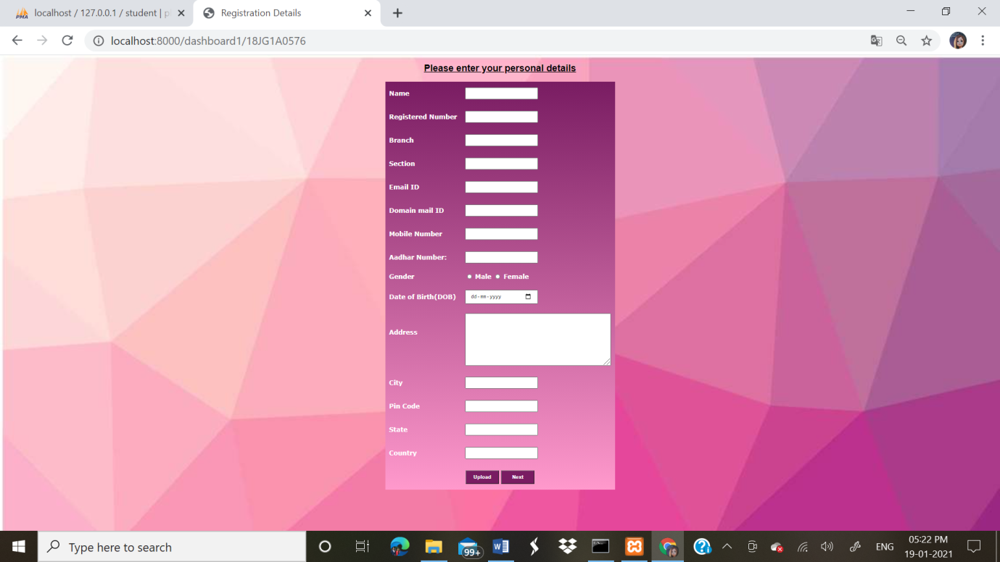 localhost / 127.0.0.1 / student | p
Registration Details
localhost:8000/dashboard1/18JG1A0576
Please enter your personal details
Name
Registered Number
Branch
Section
Email ID
Domain mail ID
Mobile Number
Aadhar Number:
Gender Male Female
Date of Birth(DOB) dd-mm-yyyy
Address
City
Pin Code
State
Country
Upload Next
Type here to search
99+
ENG
05:22 PM
19-01-2021